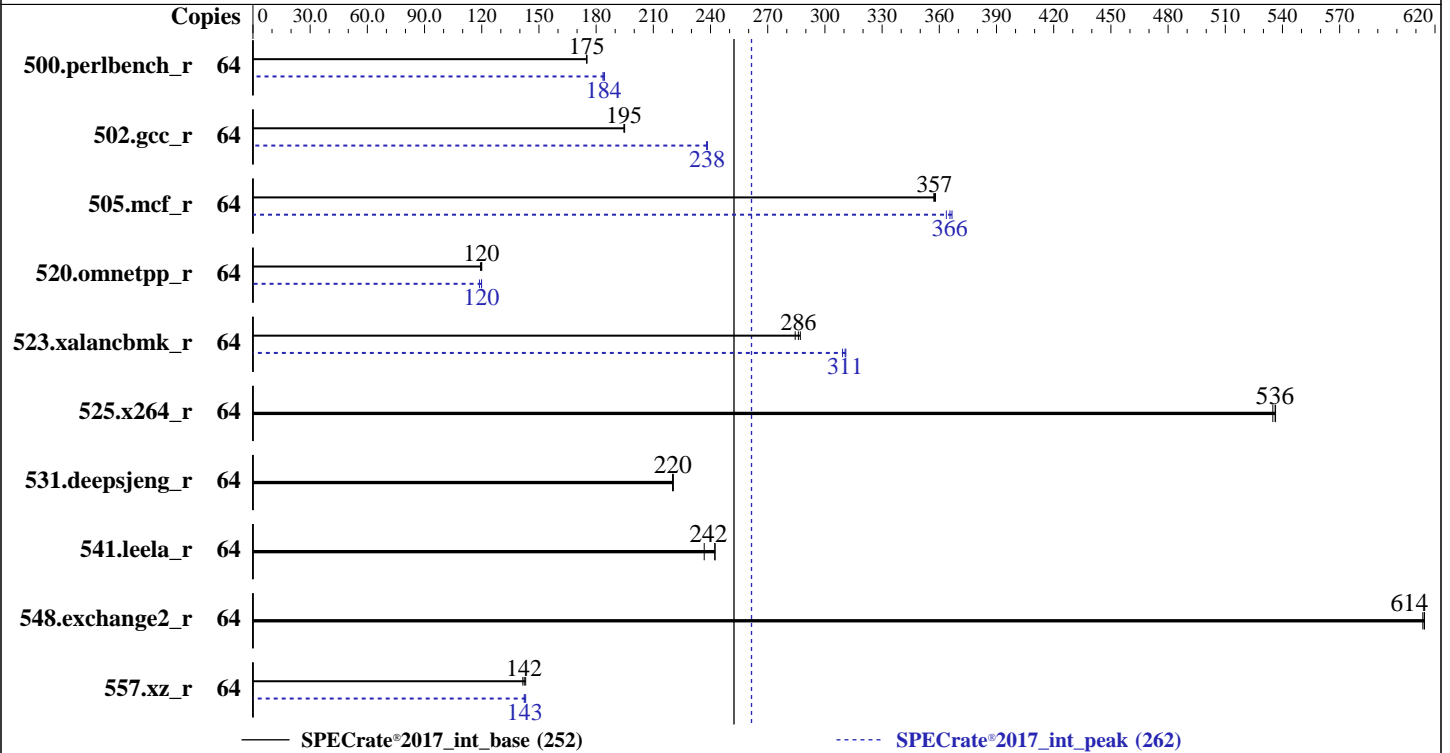 Copies 0 30.0 60.0 90.0 120 150 180 210 240 270 300 330 360 390 420 450 480 510 540 570 620
500.perlbench_r 64 175
184
502.gcc_r 64 195
238
505.mcf_r 64 357
366
520.omnetpp_r 64 120
120
523.xalancbmk_r 64 286
311
525.x264_r 64 536
531.deepsjeng_r 64 220
541.leela_r 64 242
548.exchange2_r 64 614
557.xz_r 64 142
143
SPECrate®2017_int_base (252) SPECrate®2017_int_peak (262)